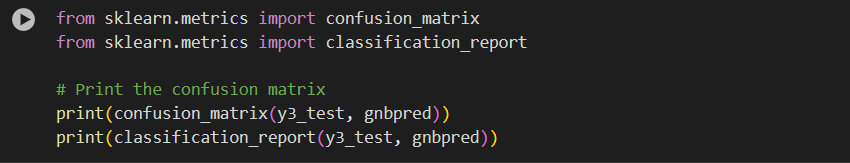 from sklearn.metrics import confusion_matrix
from sklearn.metrics import classification_report
# Print the confusion matrix
print(confusion_matrix(y3_test, gnbpred))
print(classification_report(y3_test, gnbpred))